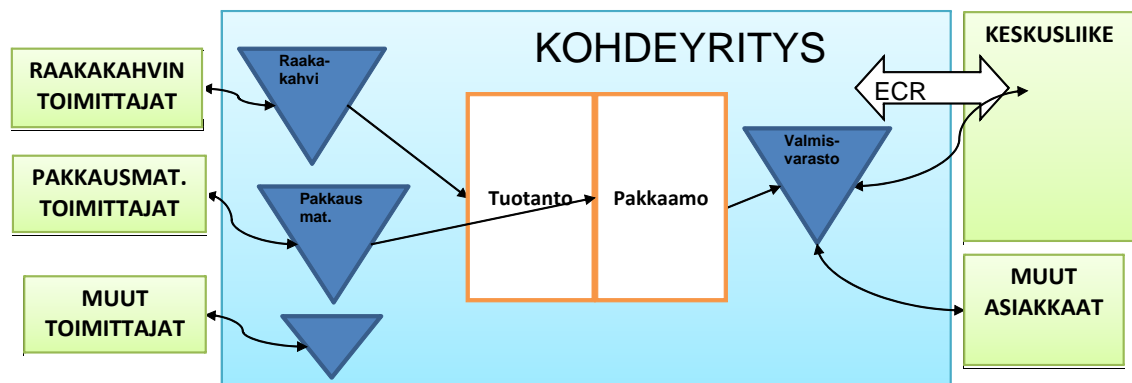 KOHDEYRITYS
RAAKAKAHVIN
TOIMITTAJAT
PAKKAUSMAT.
TOIMITTAJAT
MUUT
TOIMITTAJAT
Raaka-
kahvi
Pakkaus
mat.
Tuotanto
Pakkaamo
Valmis-
varasto
ECR
KESKUSLIIKE
MUUT
ASIAKKAAT